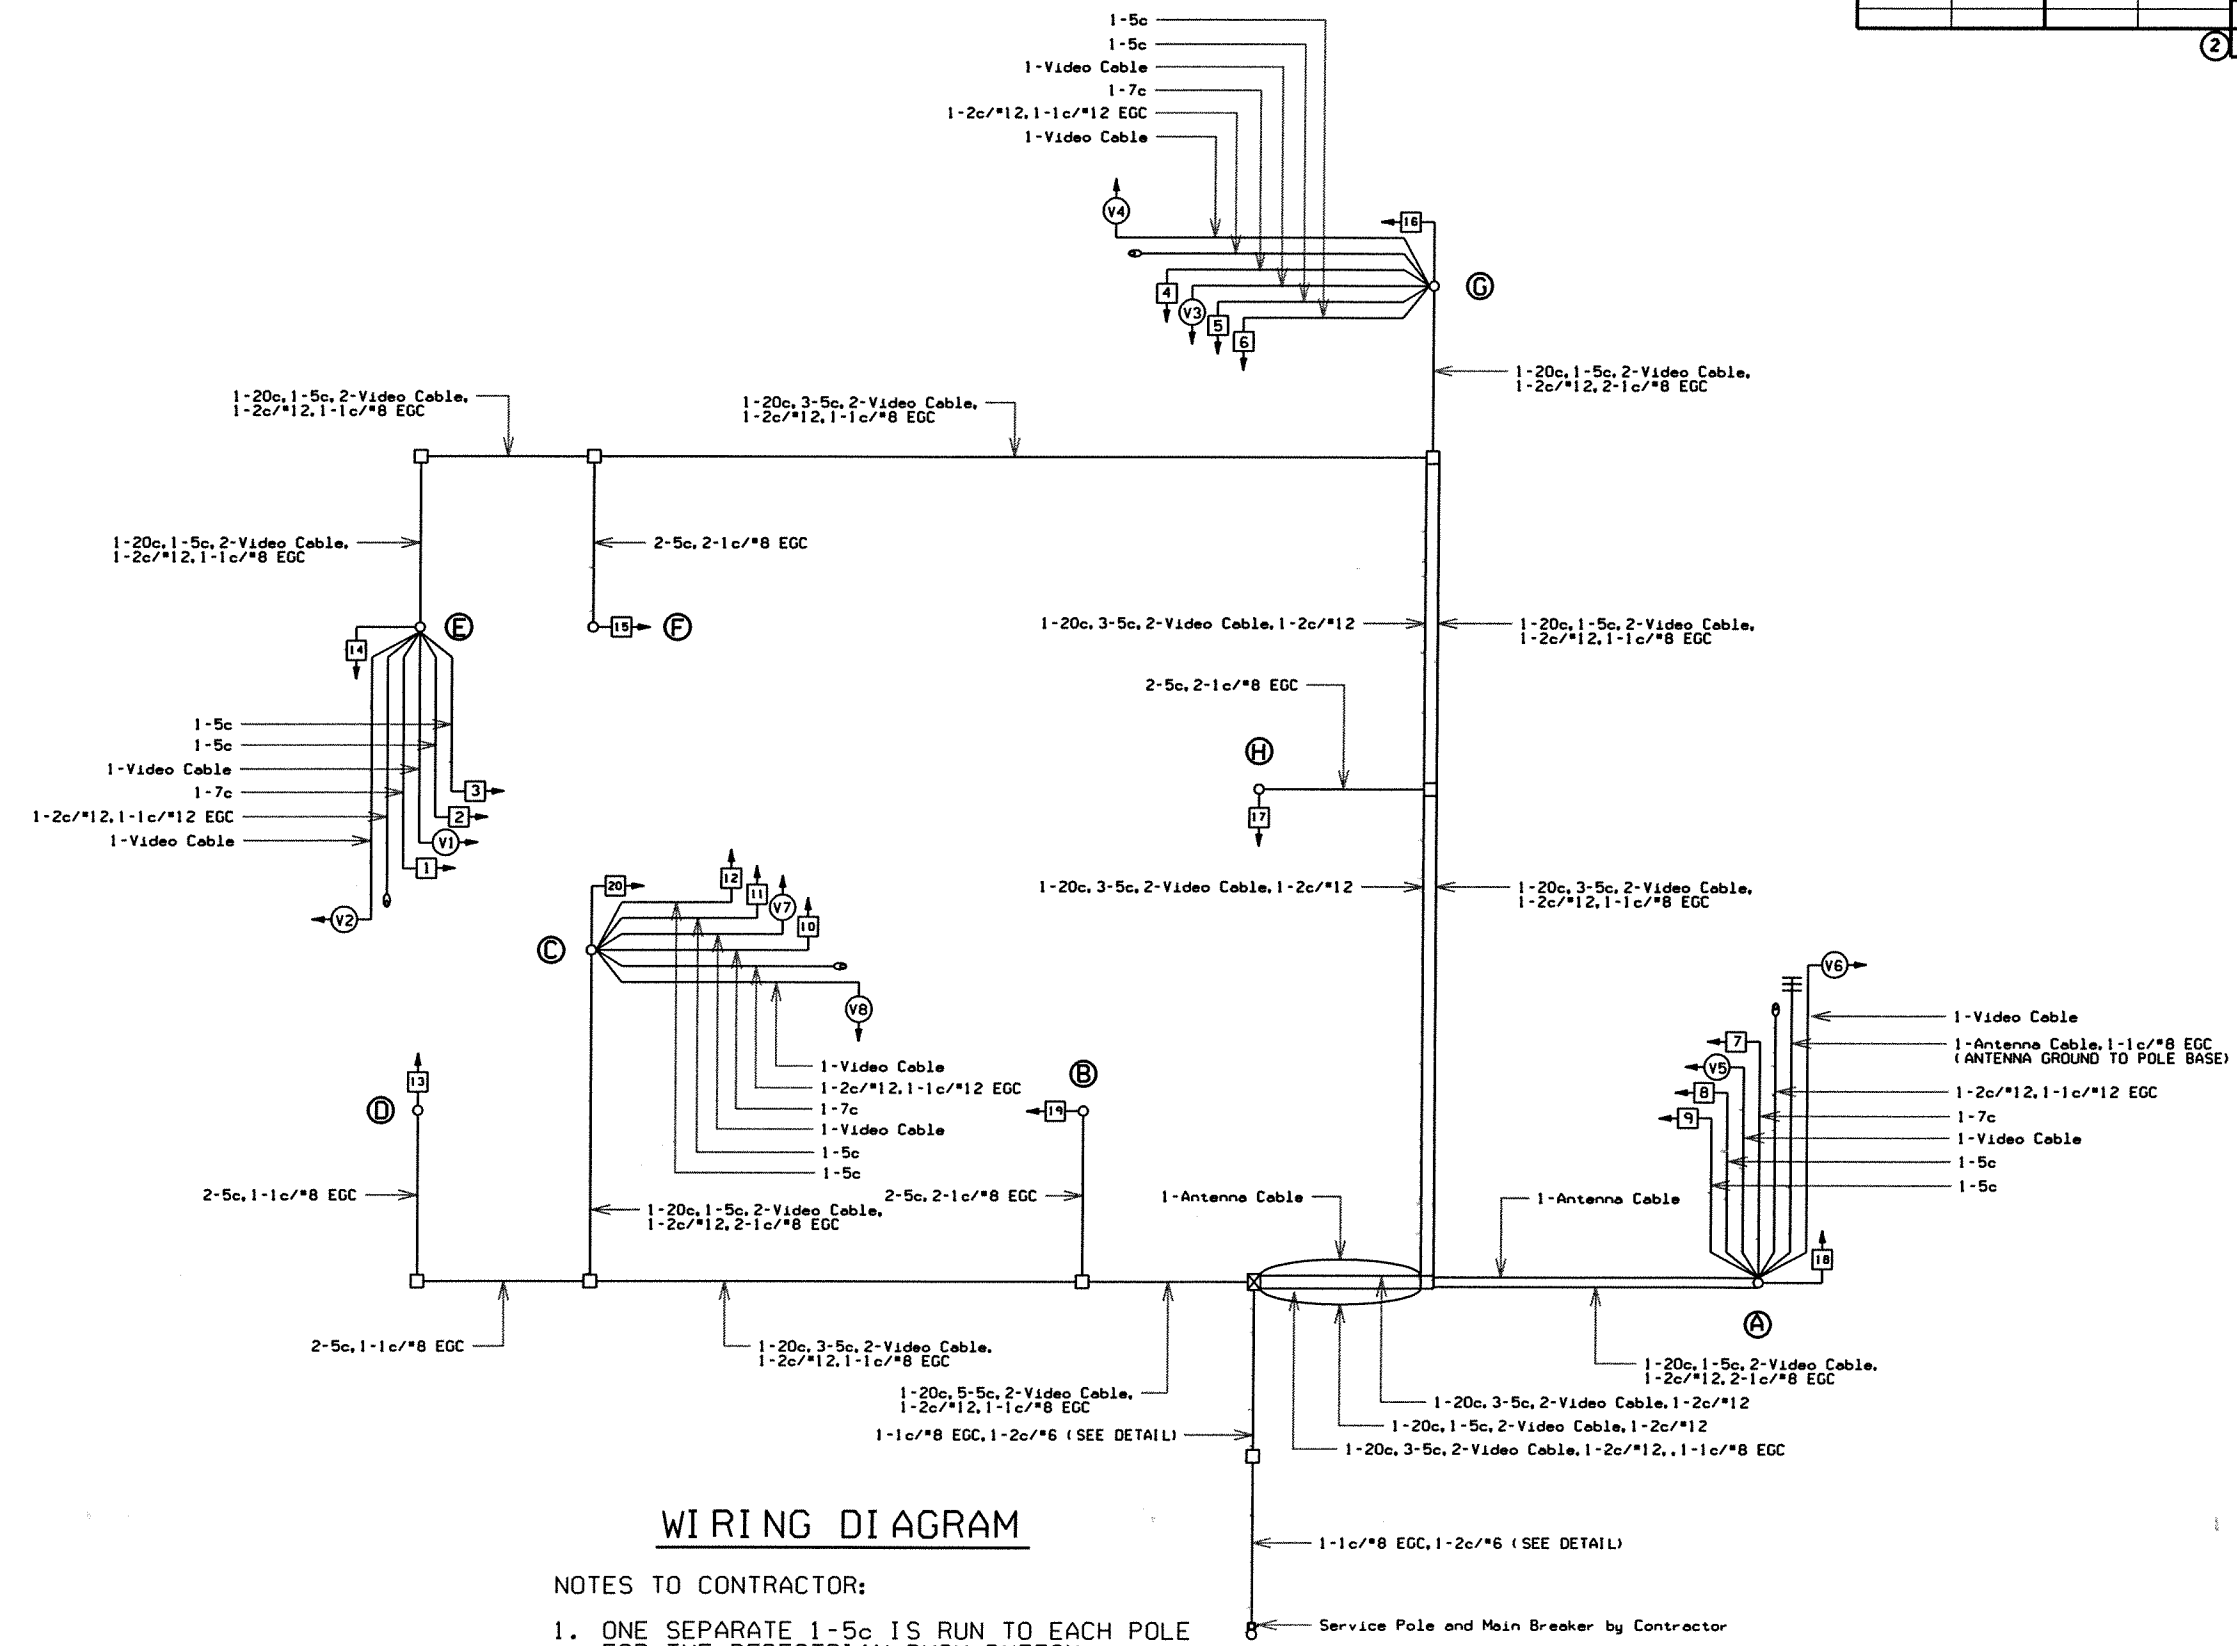 2
1-5c
1-5c
1-Video Cable
1-7c
1-2c/#12,1-1c/#12 EGC
1-Video Cable
V4
16
G
4
V3
5
6
1-20c,1-5c,2-Video Cable,
1-2c/#12,2-1c/#8 EGC
1-20c,1-5c,2-Video Cable,
1-2c/#12,1-1c/#8 EGC
1-20c,3-5c,2-Video Cable,
1-2c/#12,1-1c/#8 EGC
1-20c,1-5c,2-Video Cable,
1-2c/#12,1-1c/#8 EGC
2-5c,2-1c/#8 EGC
E
15
F
14
1-20c,3-5c,2-Video Cable,1-2c/#12
1-20c,1-5c,2-Video Cable,
1-2c/#12,1-1c/#8 EGC
2-5c,2-1c/#8 EGC
H
17
1-5c
1-5c
1-Video Cable
1-7c
1-2c/#12,1-1c/#12 EGC
1-Video Cable
3
2
V1
1
V2
1-20c,3-5c,2-Video Cable,1-2c/#12
1-20c,3-5c,2-Video Cable,
1-2c/#12,1-1c/#8 EGC
20
12
11
V7
10
C
V8
1-Video Cable
1-2c/#12,1-1c/#12 EGC
1-7c
1-Video Cable
1-5c
1-5c
V6
7
V5
8
9
1-Video Cable
1-Antenna Cable,1-1c/#8 EGC
(ANTENNA GROUND TO POLE BASE)
1-2c/#12,1-1c/#12 EGC
1-7c
1-Video Cable
1-5c
1-5c
18
A
13
D
B
19
2-5c,1-1c/#8 EGC
1-20c,1-5c,2-Video Cable,
1-2c/#12,2-1c/#8 EGC
2-5c,2-1c/#8 EGC
1-Antenna Cable
1-Antenna Cable
2-5c,1-1c/#8 EGC
1-20c,3-5c,2-Video Cable,
1-2c/#12,1-1c/#8 EGC
1-20c,5-5c,2-Video Cable,
1-2c/#12,1-1c/#8 EGC
1-1c/#8 EGC,1-2c/#6 (SEE DETAIL)
1-20c,1-5c,2-Video Cable,
1-2c/#12,2-1c/#8 EGC
1-20c,3-5c,2-Video Cable,1-2c/#12
1-20c,1-5c,2-Video Cable,1-2c/#12
1-20c,3-5c,2-Video Cable,1-2c/#12,,1-1c/#8 EGC
WIRING DIAGRAM
1-1c/#8 EGC,1-2c/#6 (SEE DETAIL)
NOTES TO CONTRACTOR:
Service Pole and Main Breaker by Contractor
1. ONE SEPARATE 1-5c IS RUN TO EACH POLE